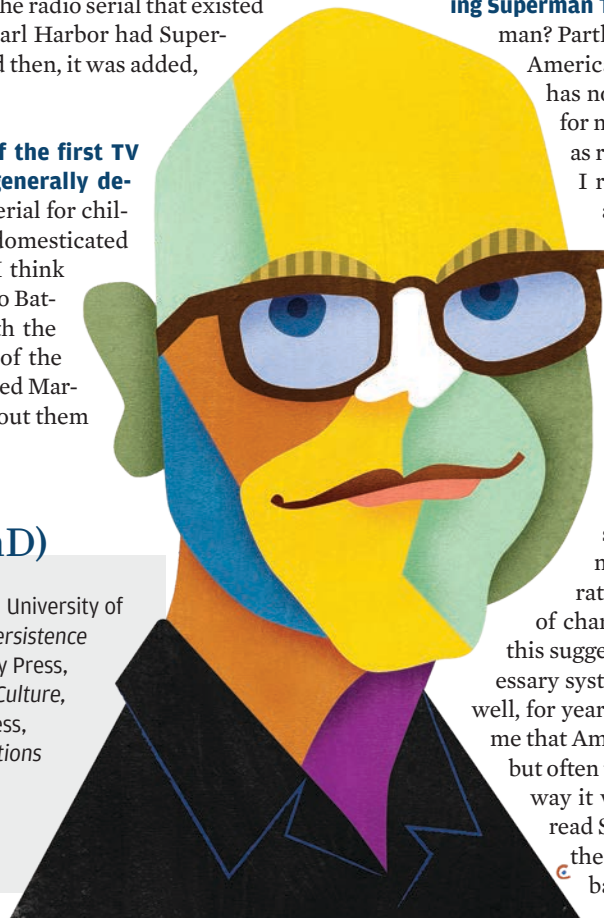 he radio serial that existed
arl Harbor had Super-
d then, it was added,
f the first TV
generally de-
erial for chil-
domesticated
I think
o Bat-
th the
of the
ed Mar-
out them
D)
University of
ersistence
y Press,
Culture,
ess,
tions
ing Superman
man? Partl
America
has no
for
as
I
rat
of char
this sugge
essary syst
well, for year
me that Am
but often
way it
read S
the
ba